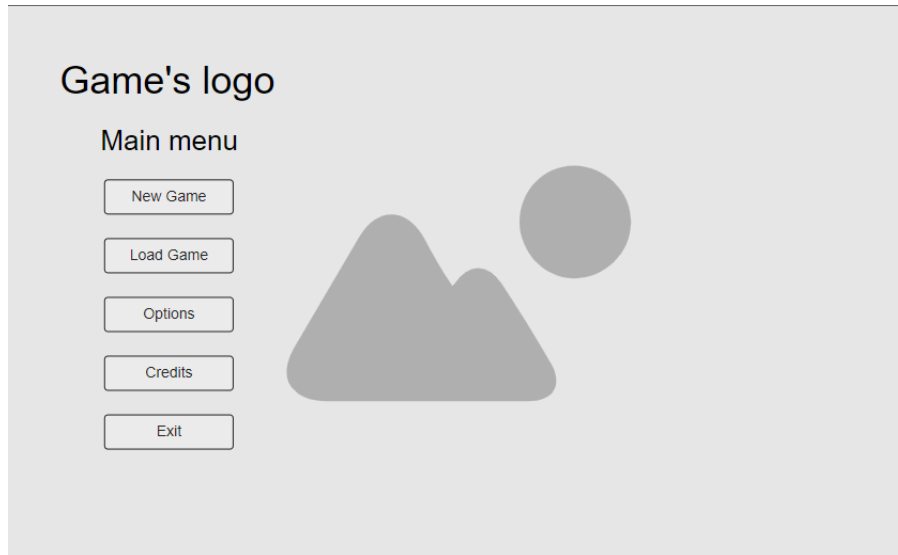 Game's logo
Main menu
New Game
Load Game
Options
Credits
Exit